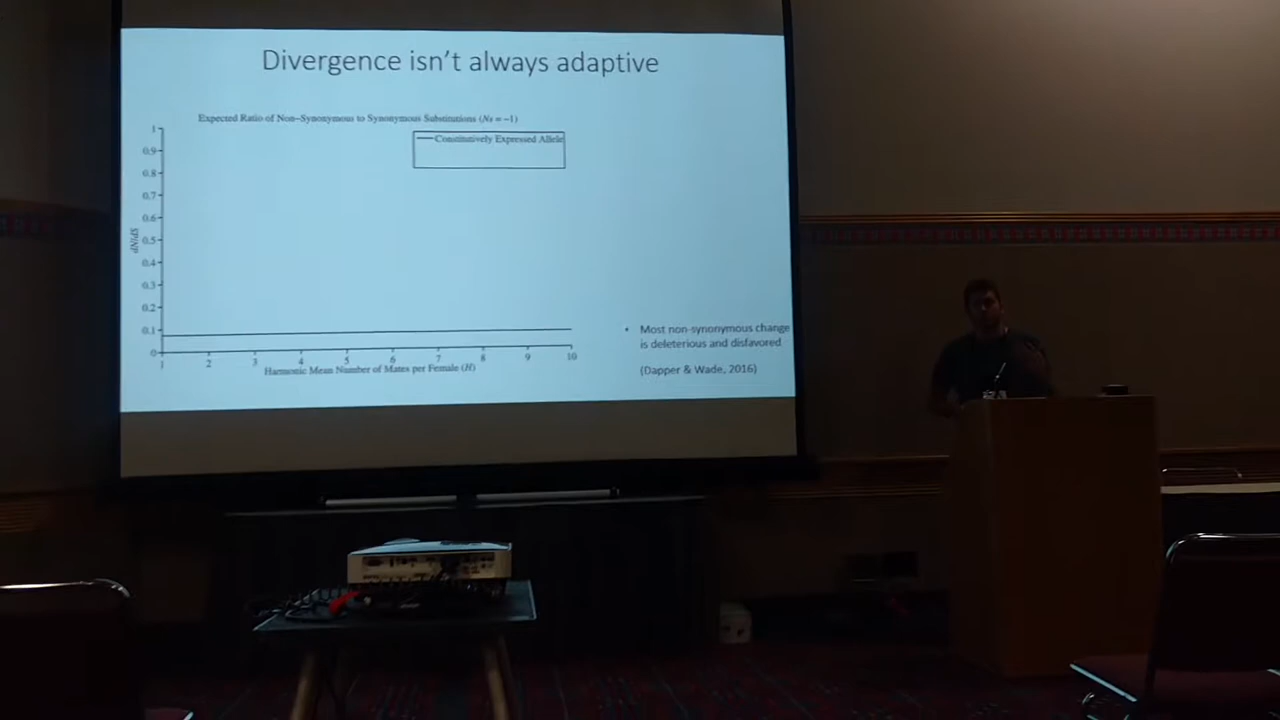 Divergence isn't always adaptive
Expected Ratio of Non–Synonymous to Synonymous Substitutions (Ns = −1)
Constitutively Expressed Allele
1
0.9
0.8
0.7
0.6
0.5
0.4
0.3
0.2
0.1
0
dN/dS
1 2 3 4 5 6 7 8 9 10
Harmonic Mean Number of Mates per Female (H)
• Most non-synonymous change
is deleterious and disfavored
(Dapper & Wade, 2016)